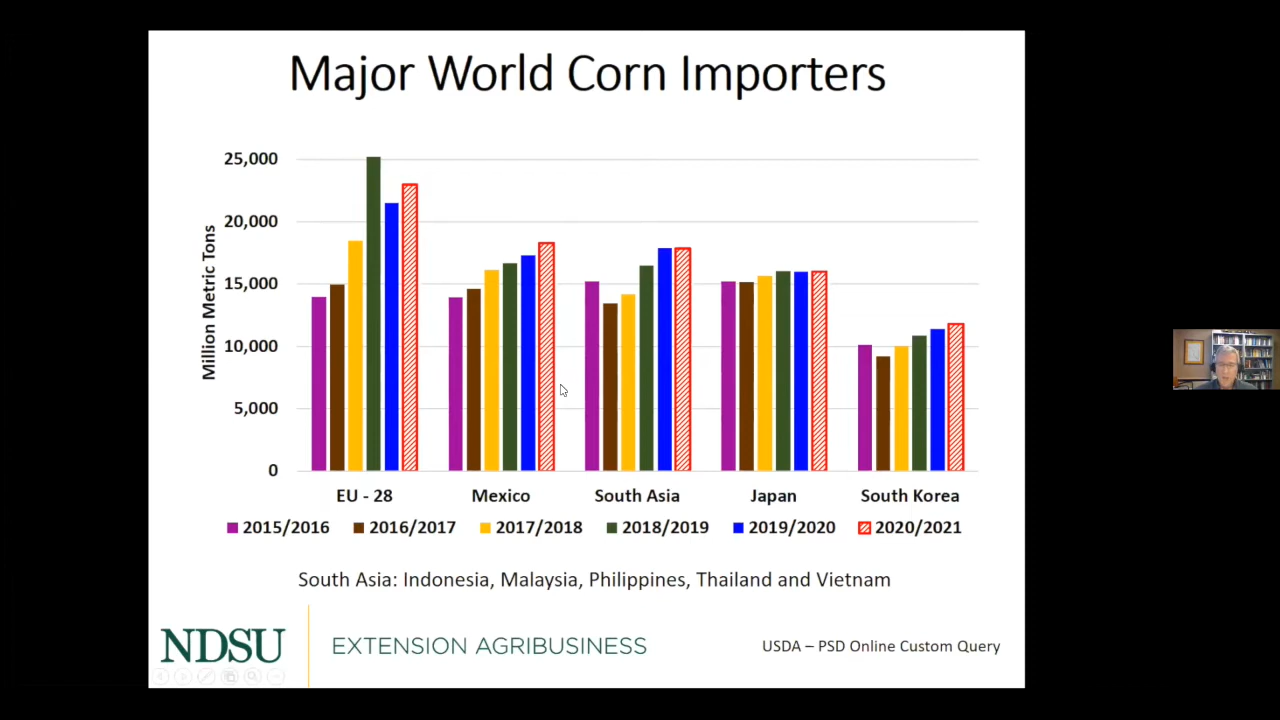 Major World Corn Importers
Million Metric Tons
25,000
20,000
15,000
10,000
5,000
0
EU - 28 Mexico South Asia Japan South Korea
2015/2016 2016/2017 2017/2018 2018/2019 2019/2020 2020/2021
South Asia: Indonesia, Malaysia, Philippines, Thailand and Vietnam
NDSU EXTENSION AGRIBUSINESS USDA – PSD Online Custom Query